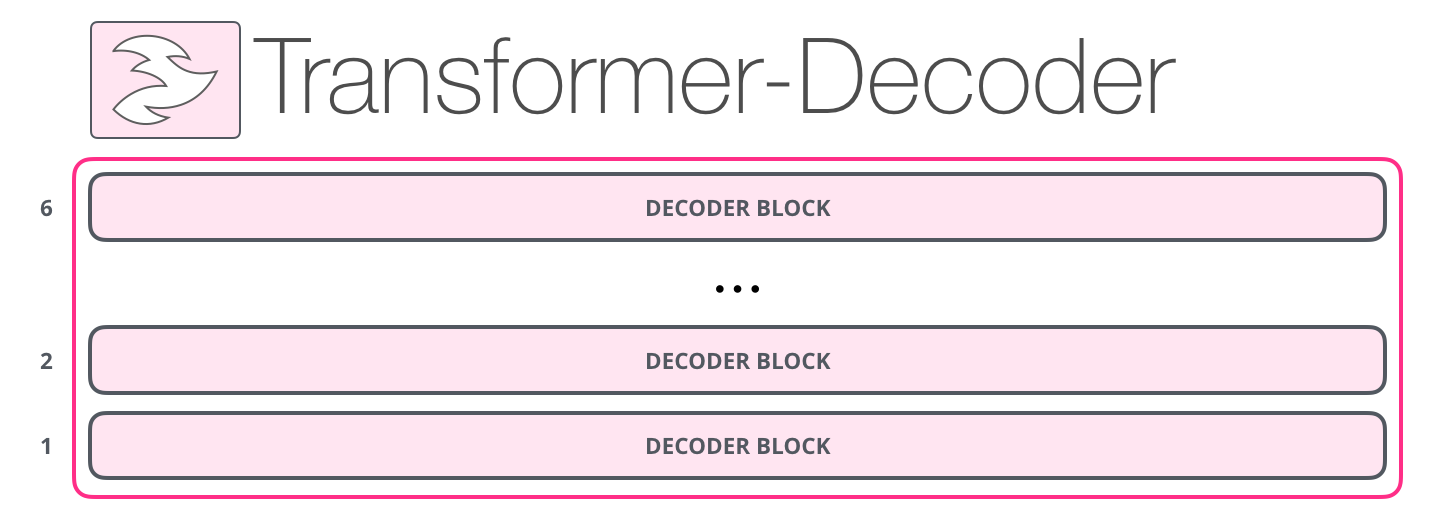 Transformer-Decoder
6 DECODER BLOCK
...
2 DECODER BLOCK
1 DECODER BLOCK